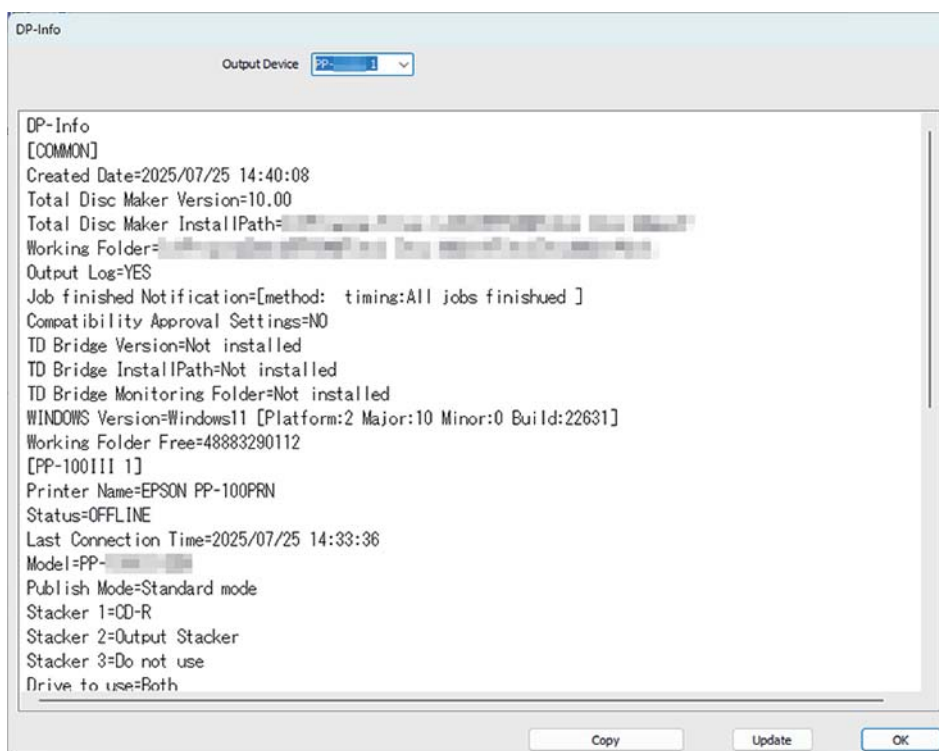 DP-Info
Output Device PP- 1
DP-Info
[COMMON]
Created Date=2025/07/25 14:40:08
Total Disc Maker Version=10.00
Total Disc Maker InstallPath=
Working Folder=
Output Log=YES
Job finished Notification=[method:  timing:All jobs finishued ]
Compatibility Approval Settings=NO
TD Bridge Version=Not installed
TD Bridge InstallPath=Not installed
TD Bridge Monitoring Folder=Not installed
WINDOWS Version=Windows11 [Platform:2 Major:10 Minor:0 Build:22631]
Working Folder Free=48883290112
[PP-100III 1]
Printer Name=EPSON PP-100PRN
Status=OFFLINE
Last Connection Time=2025/07/25 14:33:36
Model=PP-
Publish Mode=Standard mode
Stacker 1=CD-R
Stacker 2=Output Stacker
Stacker 3=Do not use
Drive to use=Both
Copy Update OK